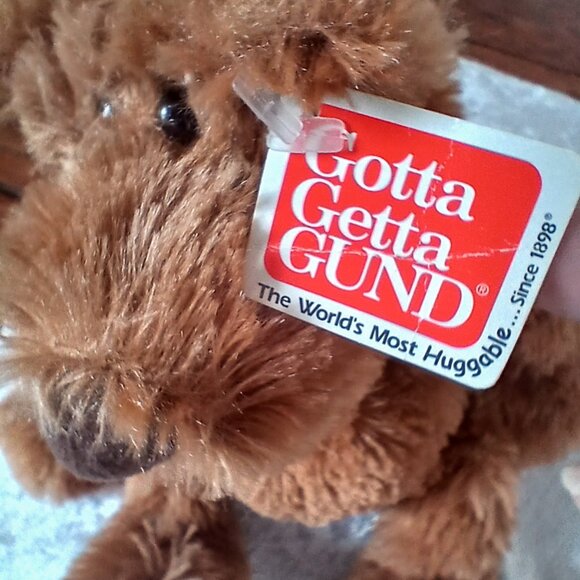 Gotta
Getta
GUND®
The World's Most Huggable...Since 1898®